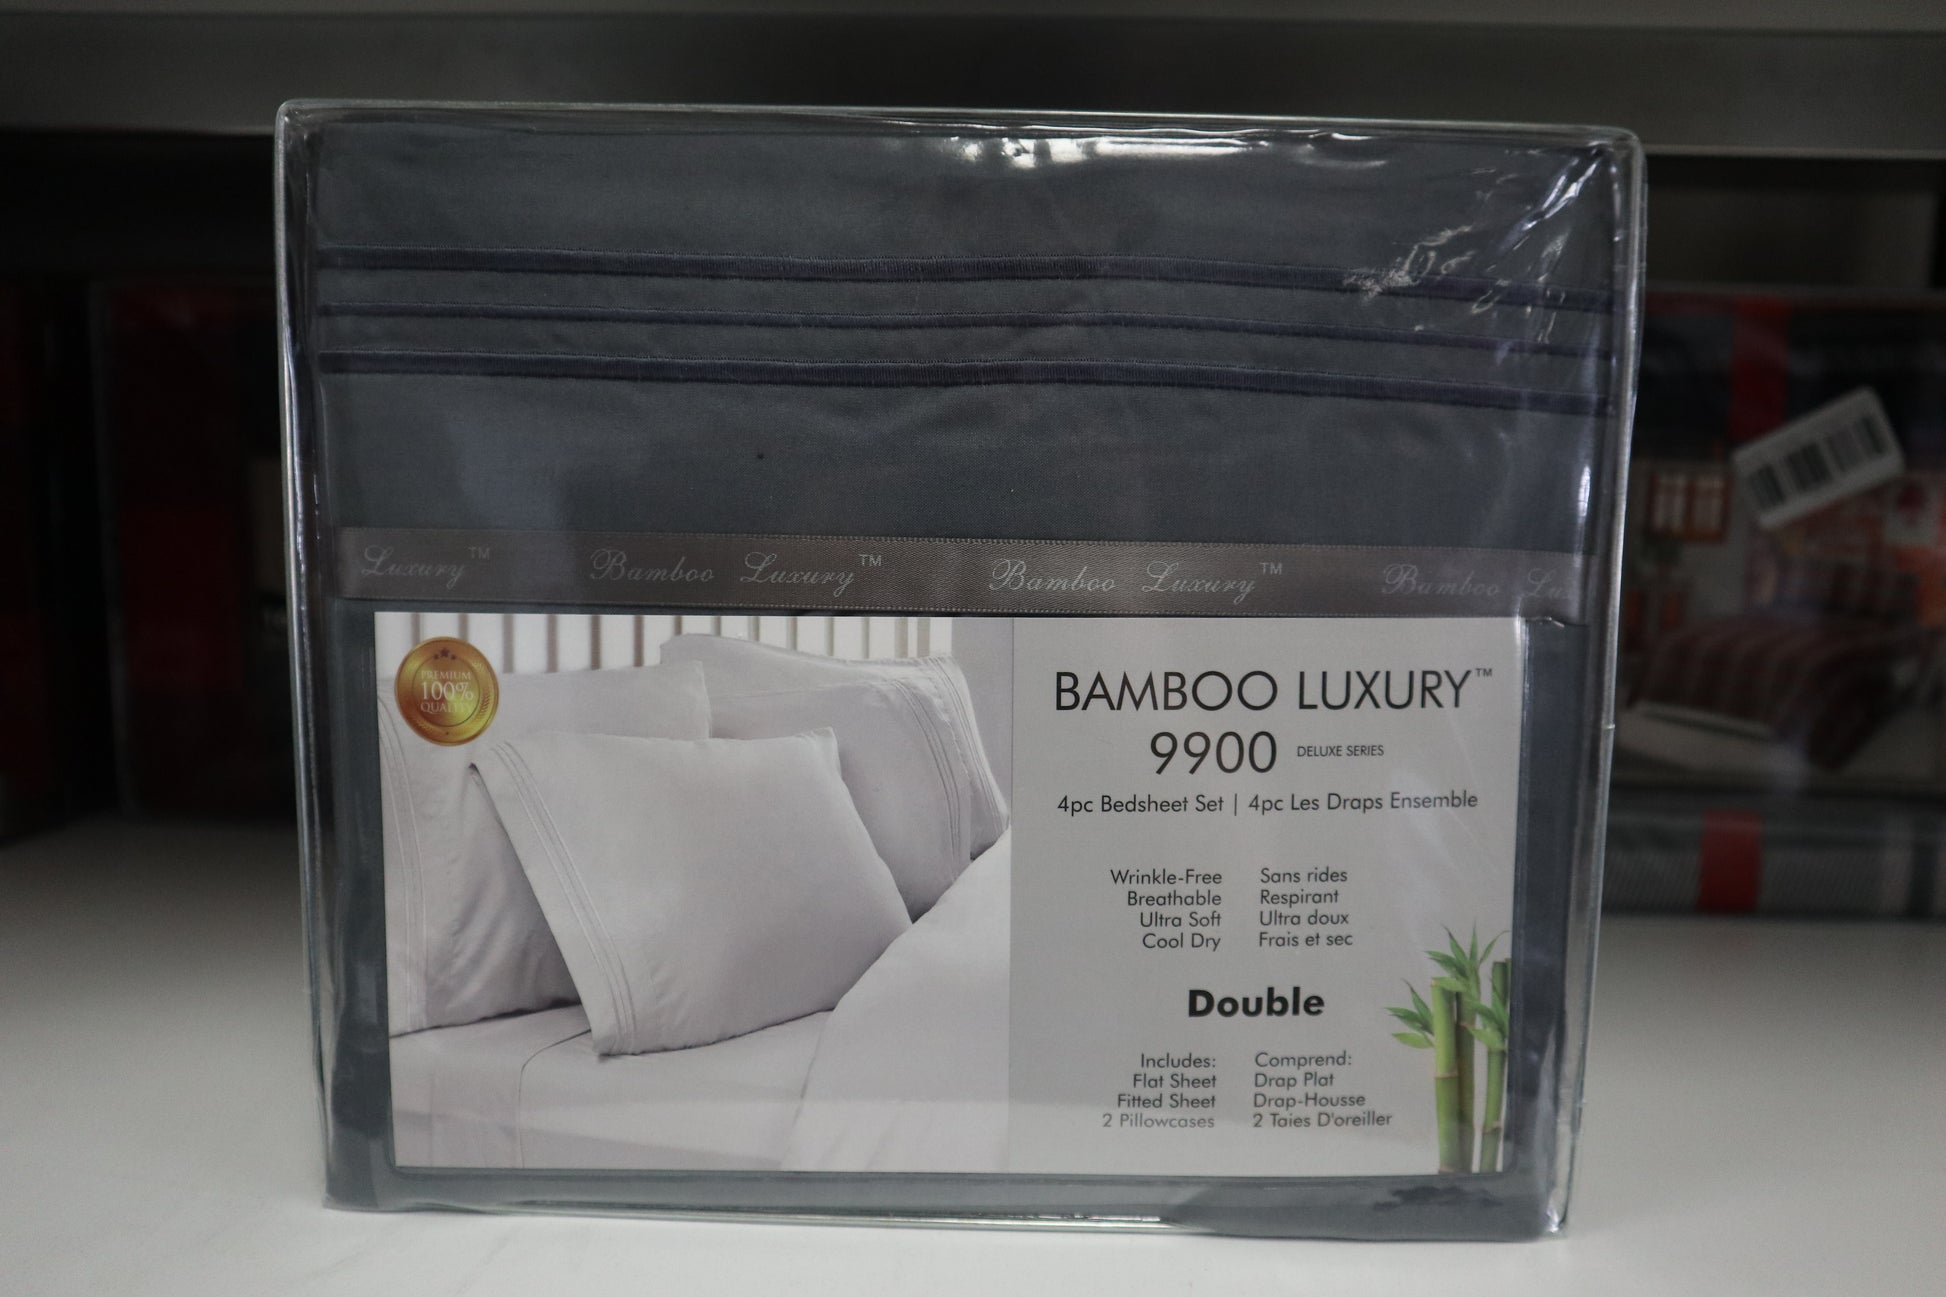 Luxury™ Bamboo Luxury™ Bamboo Luxury™ Bamboo
PREMIUM
100%
QUALITY
BAMBOO LUXURY™
9900 DELUXE SERIES
4pc Bedsheet Set | 4pc Les Draps Ensemble
Wrinkle-Free Sans rides
Breathable Respirant
Ultra Soft Ultra doux
Cool Dry Frais et sec
Double
Includes: Comprend:
Flat Sheet Drap Plat
Fitted Sheet Drap-Housse
2 Pillowcases 2 Taies D'oreiller